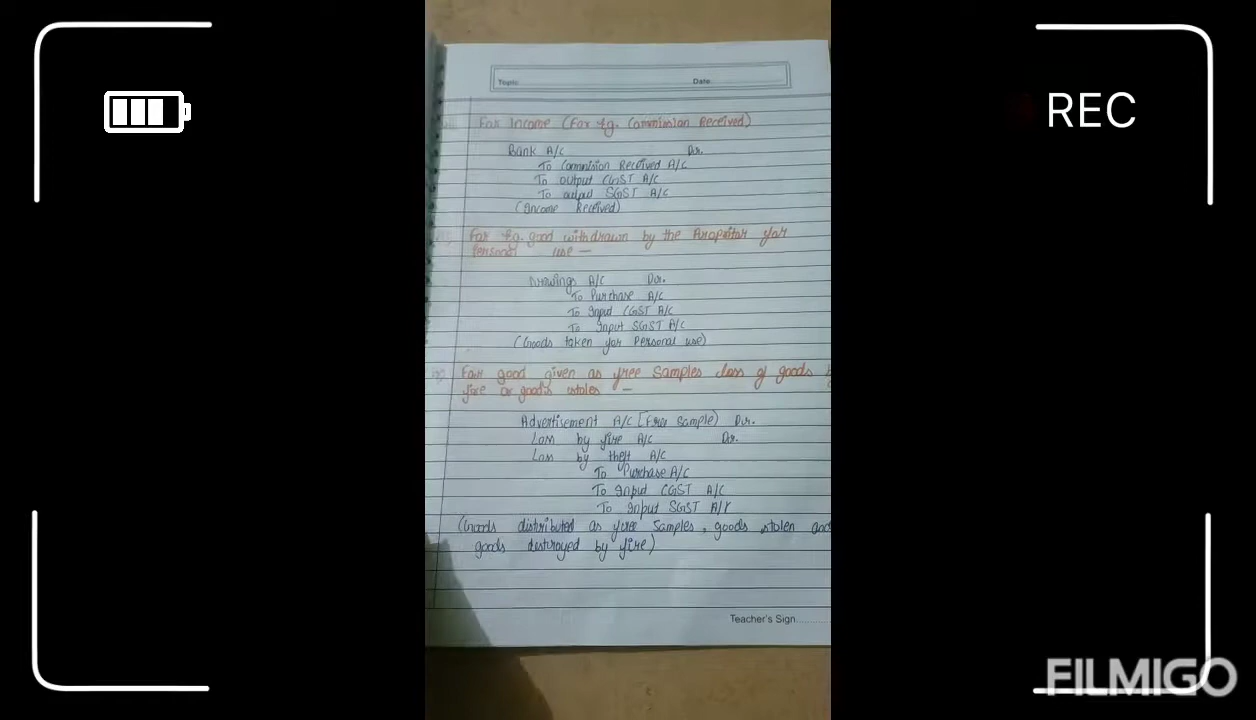 REC
Topic
Date
For Income (For Eg. Commission Received)
Bank A/C Dr.
To Commision Received A/C
To output CGST A/C
To output SGST A/C
(Income Received)
For Eg. good withdrawn by the Propritor for
Personal use —
Drawings A/C Dr.
To Purchase A/C
To Input CGST A/C
To Input SGST A/C
(Goods taken for Personal use)
For good given as free Samples loss of goods
fire or goods stolen —
Advertisement A/C [Free Sample) Dr.
Loss by fire A/C Dr.
Loss by theft A/C
To Purchase A/C
To Input CGST A/C
To Input SGST A/C
(Goods distributed as free Samples, goods stolen and
goods destroyed by fire)
Teacher's Sign..........
FILMIGO